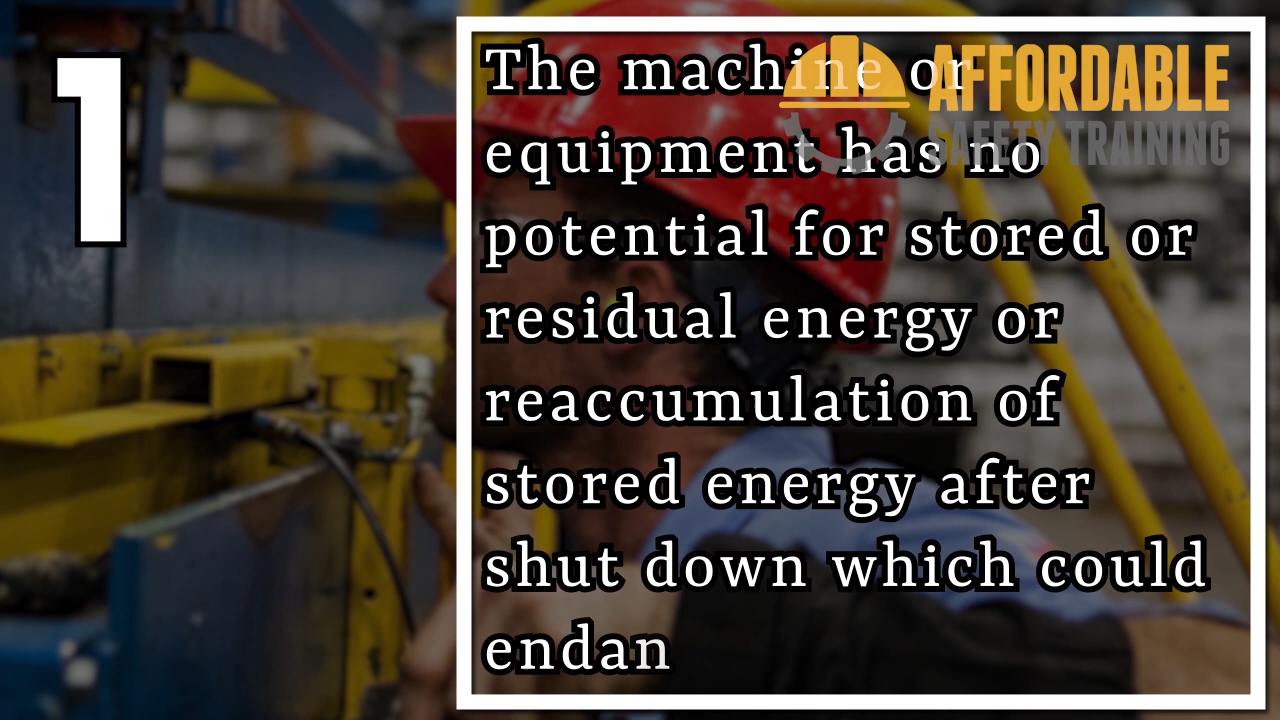 1
The machine or
equipment has no
potential for stored or
residual energy or
reaccumulation of
stored energy after
shut down which could
endan
AFFORDABLE
SAFETY TRAINING